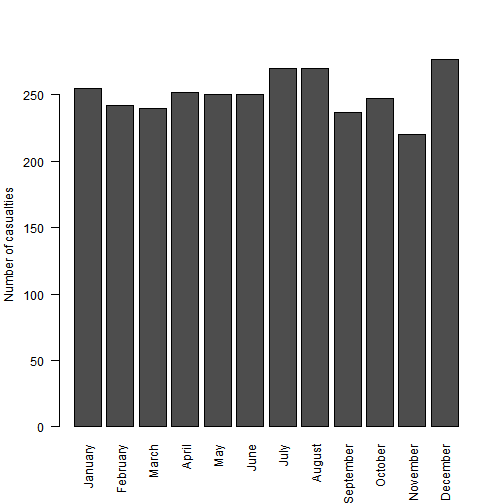 Number of casualties
250
200
150
100
50
0
January
February
March
April
May
June
July
August
September
October
November
December